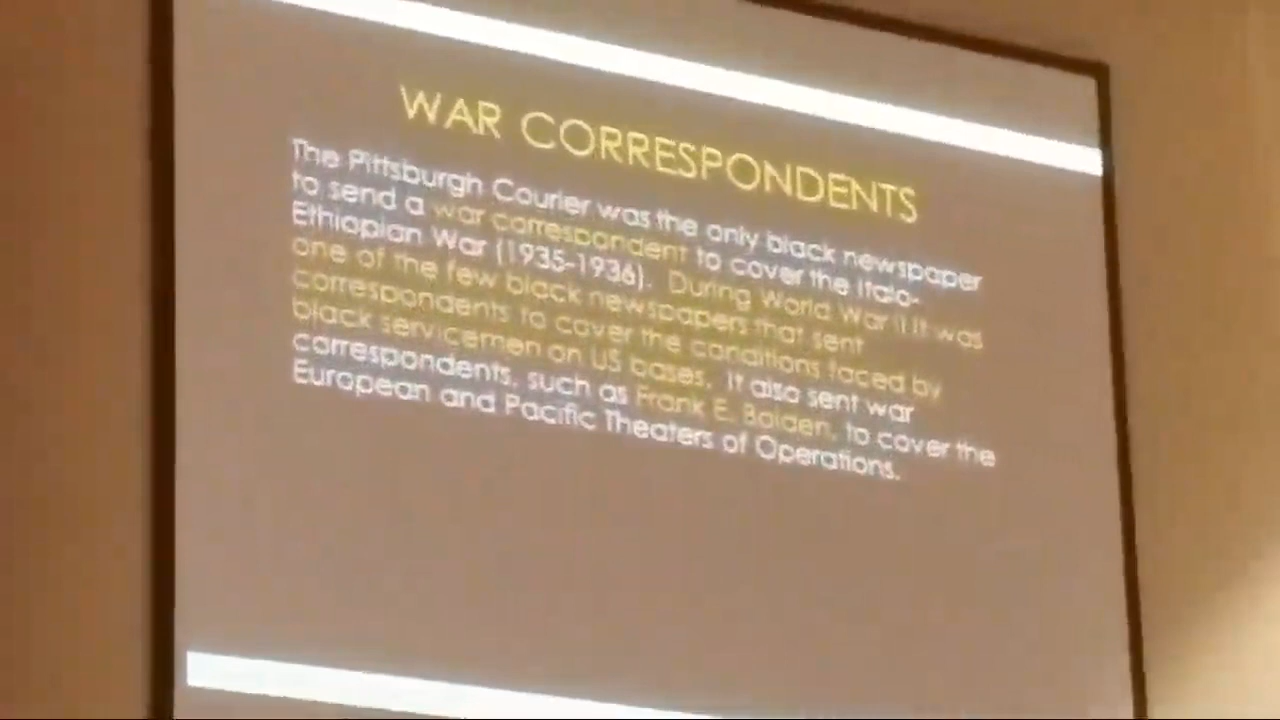 WAR CORRESPONDENTS
The Pittsburgh Courier was the only black newspaper
to send a war correspondent to cover the Italo-
Ethiopian War (1935-1936). During World War II it was
one of the few black newspapers that sent
correspondents to cover the conditions faced by
black servicemen on US bases. It also sent war
correspondents, such as Frank E. Bolden, to cover the
European and Pacific Theaters of Operations.